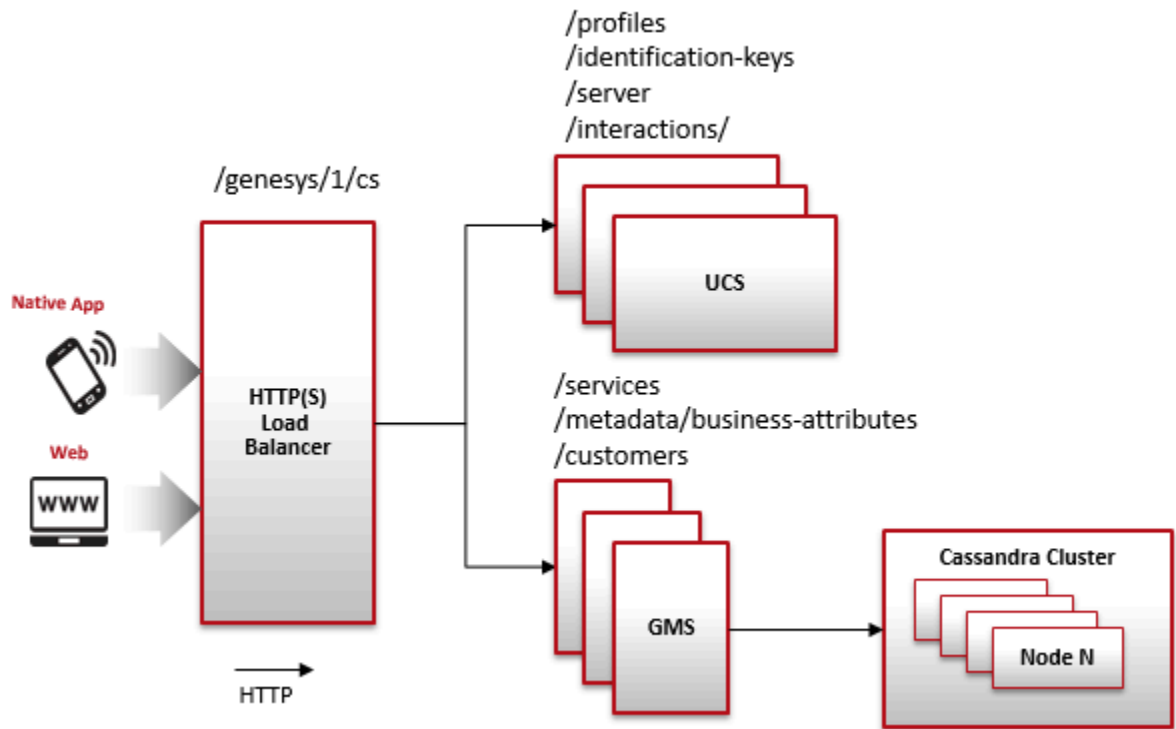 /profiles
/identification-keys
/server
/interactions/
/genesys/1/cs
UCS
Native App
HTTP(S)
Load
Balancer
Web
WWW
/services
/metadata/business-attributes
/customers
GMS
Cassandra Cluster
Node N
HTTP